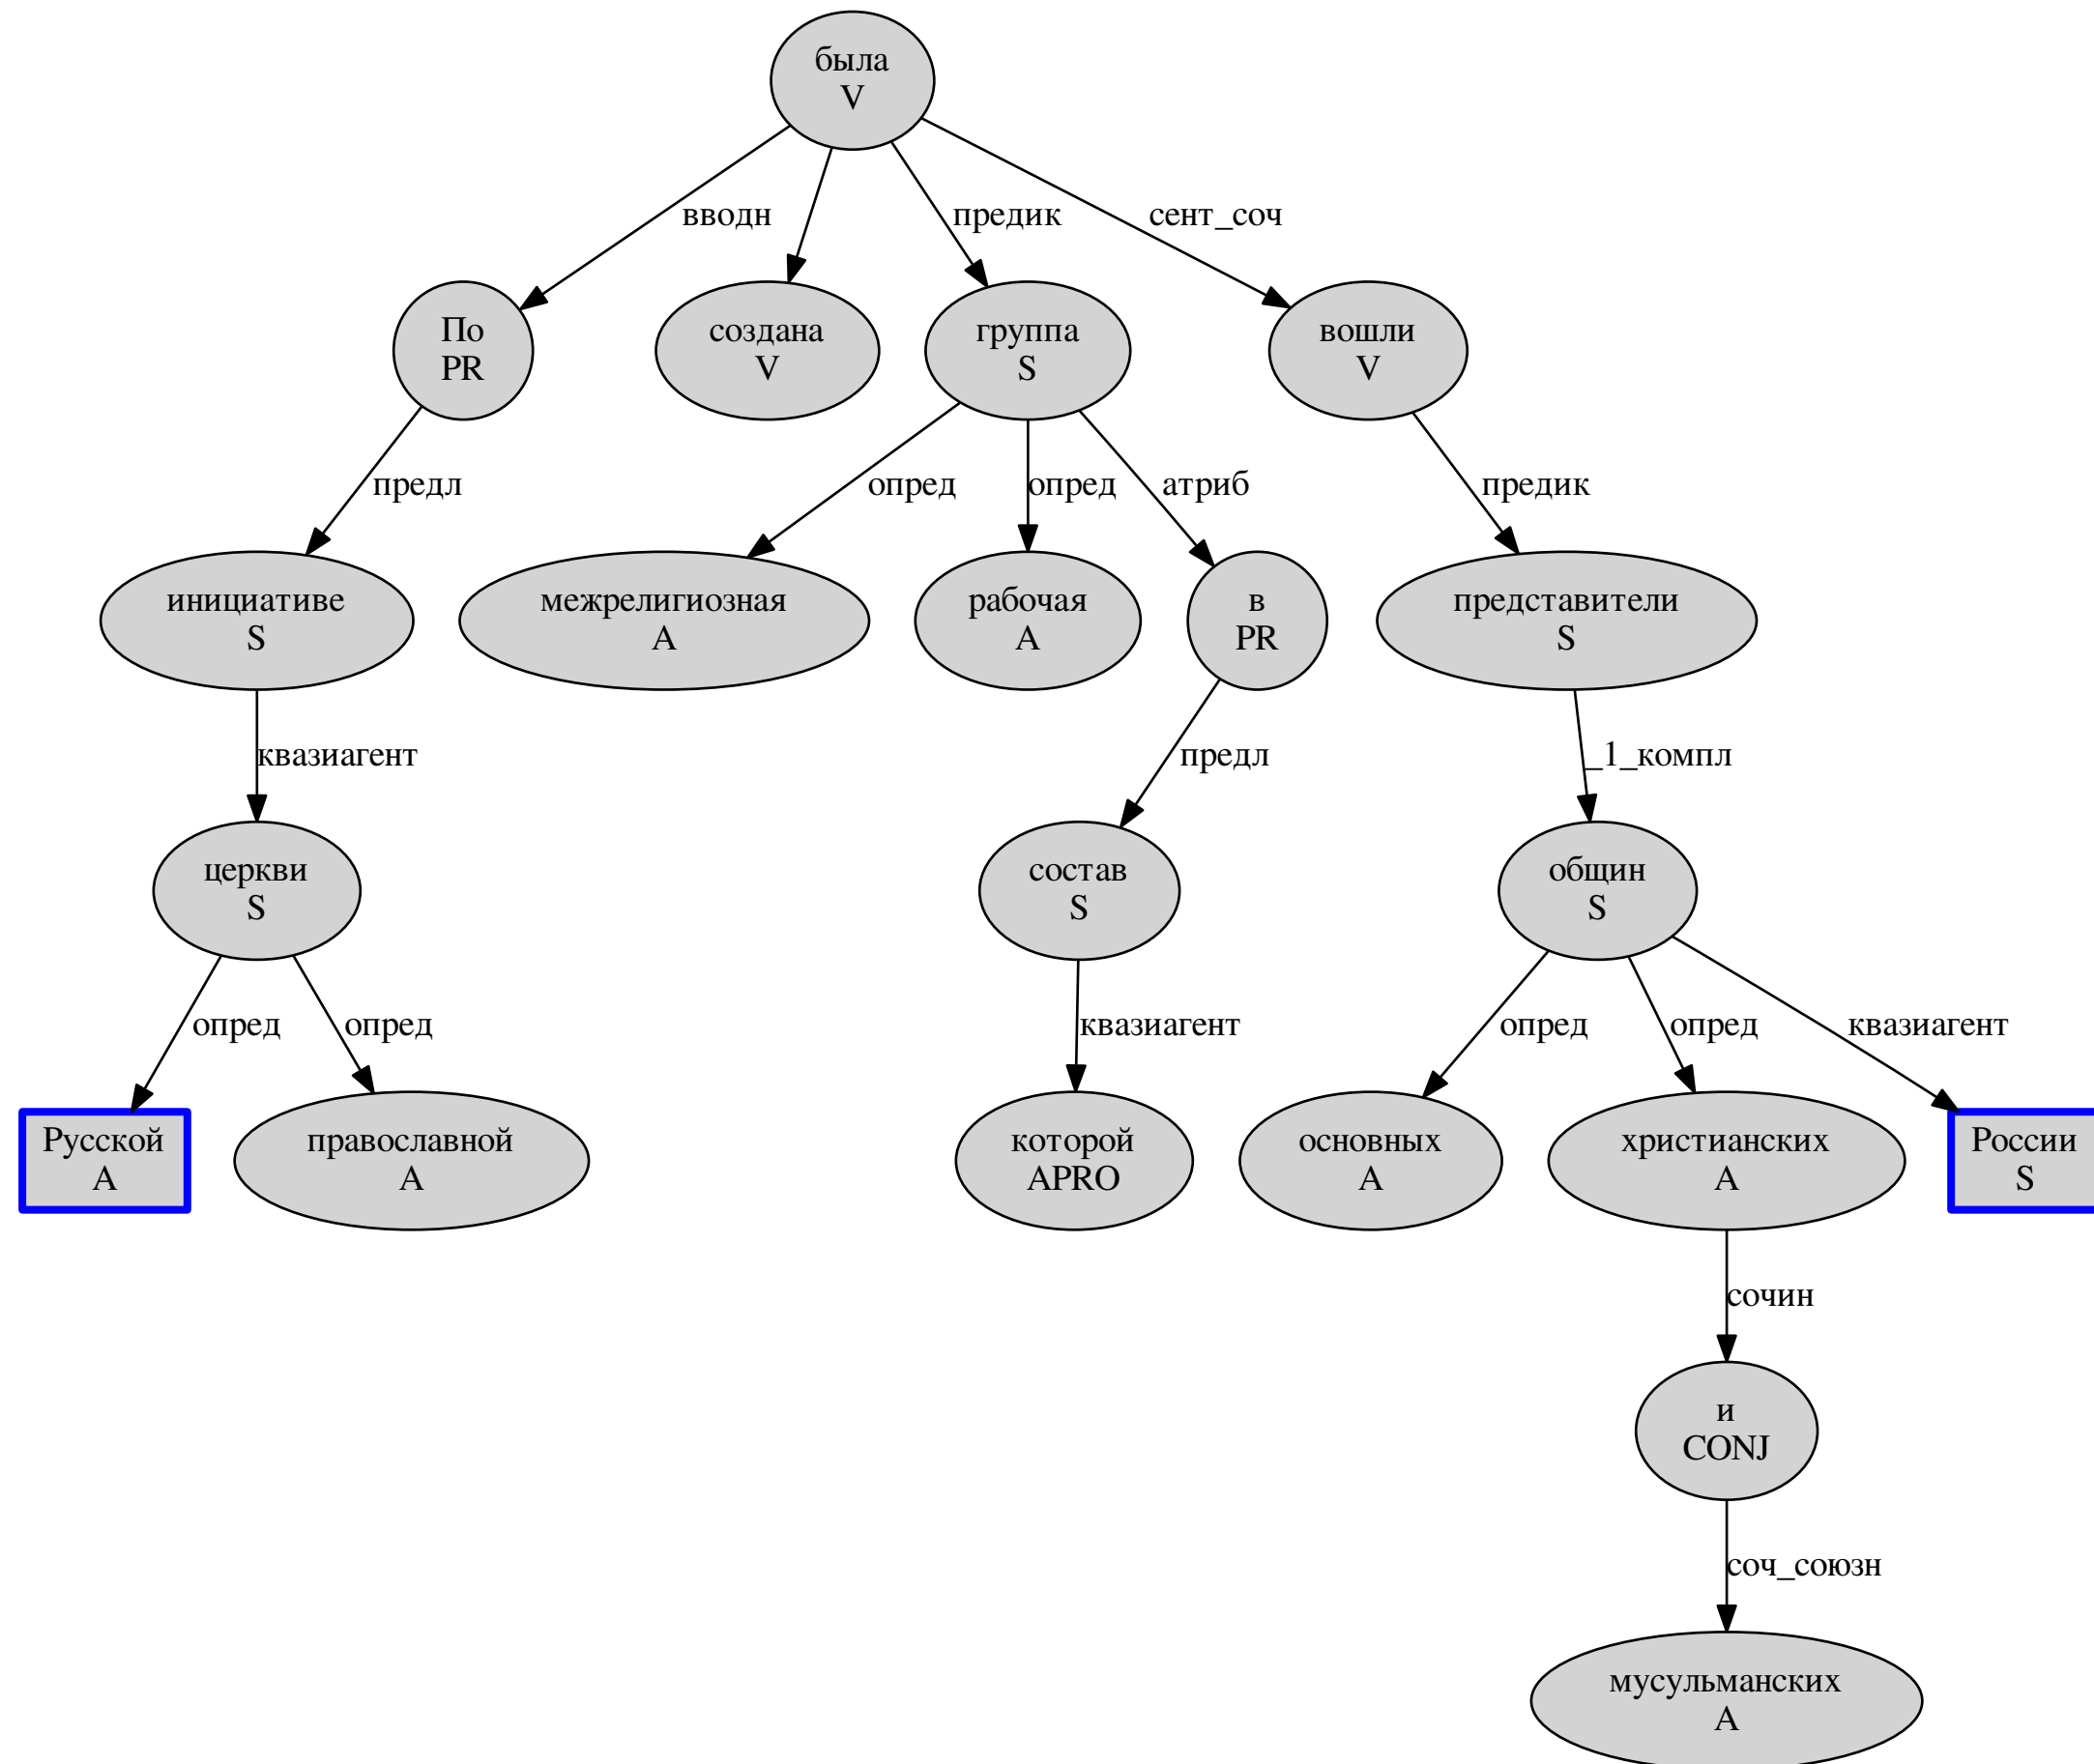 была
V
вводн
предик
сент_соч
По
PR
создана
V
группа
S
вошли
V
предл
опред
опред
атриб
предик
инициативе
S
межрелигиозная
A
рабочая
A
в
PR
представители
S
квазиагент
предл
_1_компл
церкви
S
состав
S
общин
S
опред
опред
квазиагент
опред
опред
квазиагент
Русской
A
православной
A
которой
APRO
основных
A
христианских
A
России
S
сочин
и
CONJ
соч_союзн
мусульманских
A